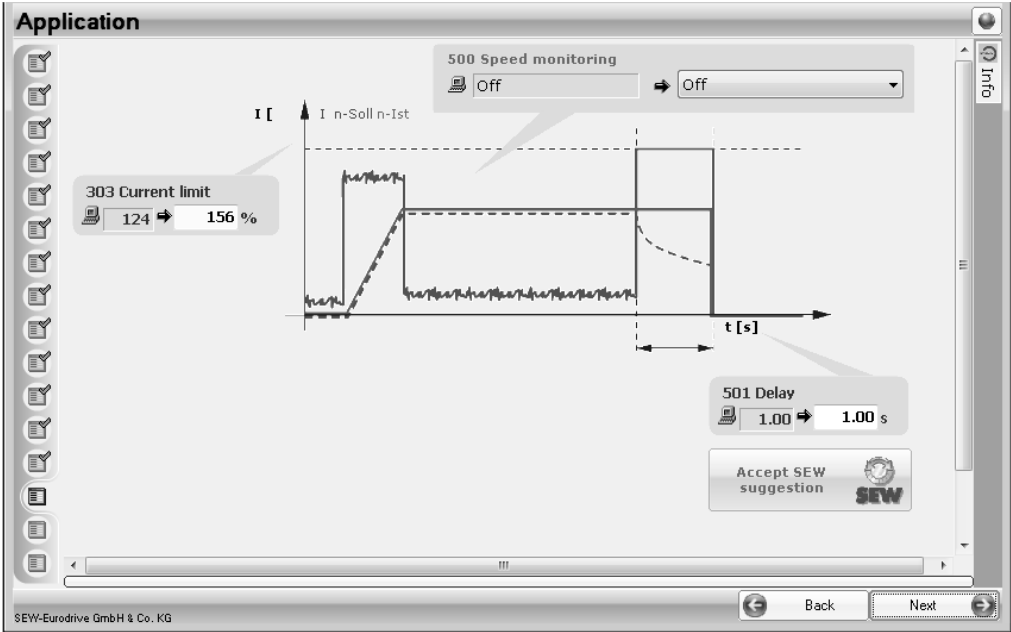 Application
Info
500 Speed monitoring
Off
Off
I [
I n-Soll n-Ist
303 Current limit
124
156 %
t [s]
501 Delay
1.00
1.00 s
Accept SEW
suggestion
SEW
Back
Next
SEW-Eurodrive GmbH & Co. KG